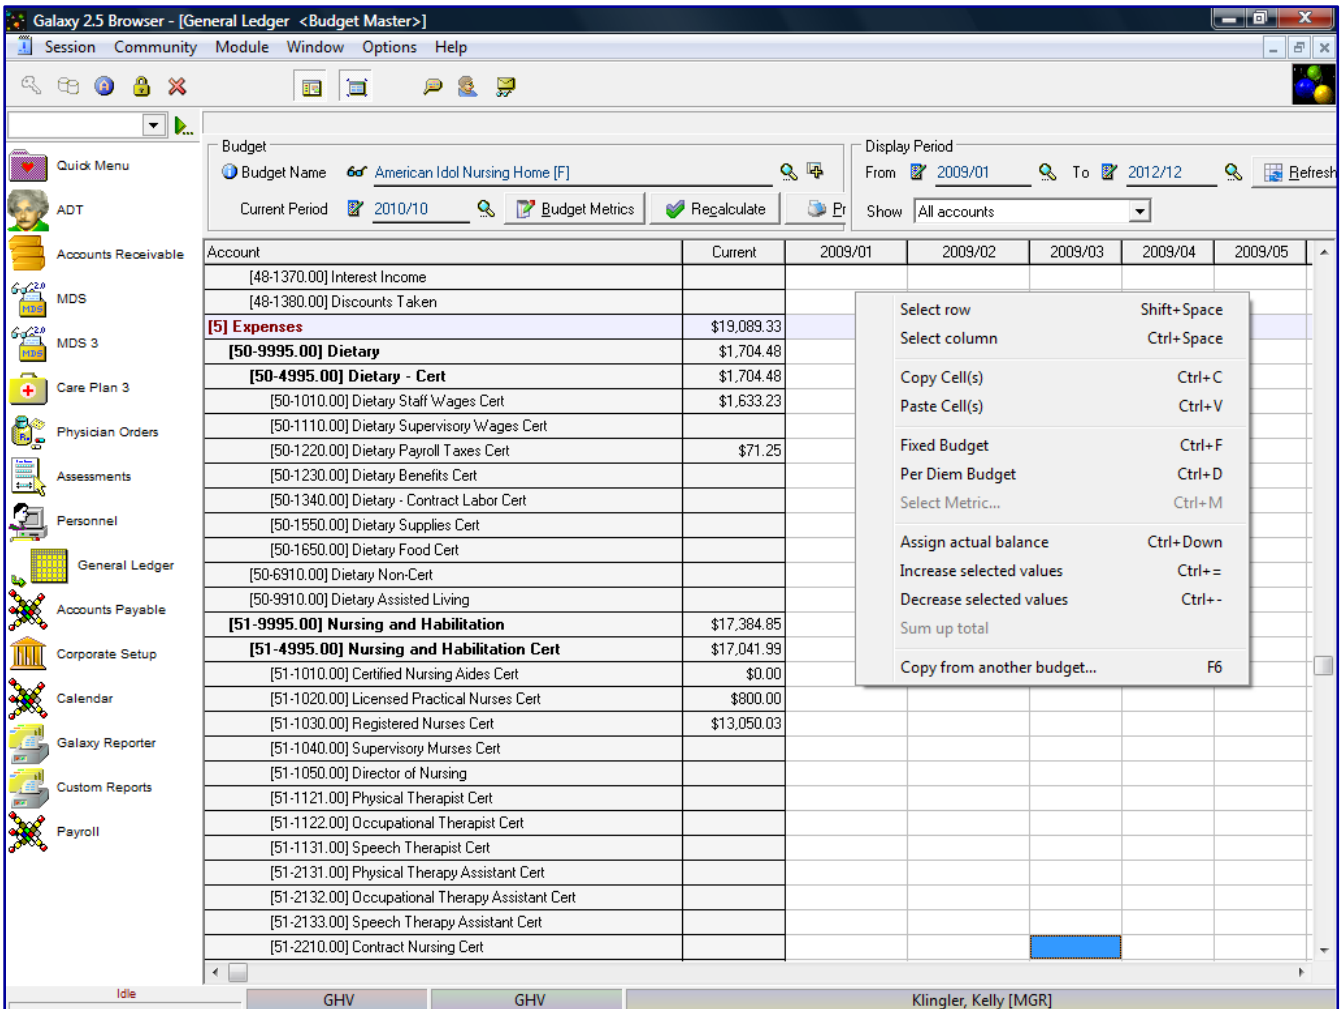 Galaxy 2.5 Browser - [General Ledger <Budget Master>]
Session Community Module Window Options Help
Budget
Display Period
Budget Name American Idol Nursing Home [F]
From 2009/01 To 2012/12 Refresh
Current Period 2010/10 Budget Metrics Recalculate Pr
Show All accounts
Quick Menu
ADT
Accounts Receivable
MDS
MDS 3
Care Plan 3
Physician Orders
Assessments
Personnel
General Ledger
Accounts Payable
Corporate Setup
Calendar
Galaxy Reporter
Custom Reports
Payroll
Account Current 2009/01 2009/02 2009/03 2009/04 2009/05
[48-1370.00] Interest Income
[48-1380.00] Discounts Taken
[5] Expenses $19,089.33
[50-9995.00] Dietary $1,704.48
[50-4995.00] Dietary - Cert $1,704.48
[50-1010.00] Dietary Staff Wages Cert $1,633.23
[50-1110.00] Dietary Supervisory Wages Cert
[50-1220.00] Dietary Payroll Taxes Cert $71.25
[50-1230.00] Dietary Benefits Cert
[50-1340.00] Dietary - Contract Labor Cert
[50-1550.00] Dietary Supplies Cert
[50-1650.00] Dietary Food Cert
[50-6910.00] Dietary Non-Cert
[50-9910.00] Dietary Assisted Living
[51-9995.00] Nursing and Habilitation $17,384.85
[51-4995.00] Nursing and Habilitation Cert $17,041.99
[51-1010.00] Certified Nursing Aides Cert $0.00
[51-1020.00] Licensed Practical Nurses Cert $800.00
[51-1030.00] Registered Nurses Cert $13,050.03
[51-1040.00] Supervisory Murses Cert
[51-1050.00] Director of Nursing
[51-1121.00] Physical Therapist Cert
[51-1122.00] Occupational Therapist Cert
[51-1131.00] Speech Therapist Cert
[51-2131.00] Physical Therapy Assistant Cert
[51-2132.00] Occupational Therapy Assistant Cert
[51-2133.00] Speech Therapy Assistant Cert
[51-2210.00] Contract Nursing Cert
Select row Shift+Space
Select column Ctrl+Space
Copy Cell(s) Ctrl+C
Paste Cell(s) Ctrl+V
Fixed Budget Ctrl+F
Per Diem Budget Ctrl+D
Select Metric... Ctrl+M
Assign actual balance Ctrl+Down
Increase selected values Ctrl+=
Decrease selected values Ctrl+-
Sum up total
Copy from another budget... F6
Idle GHV GHV Klingler, Kelly [MGR]